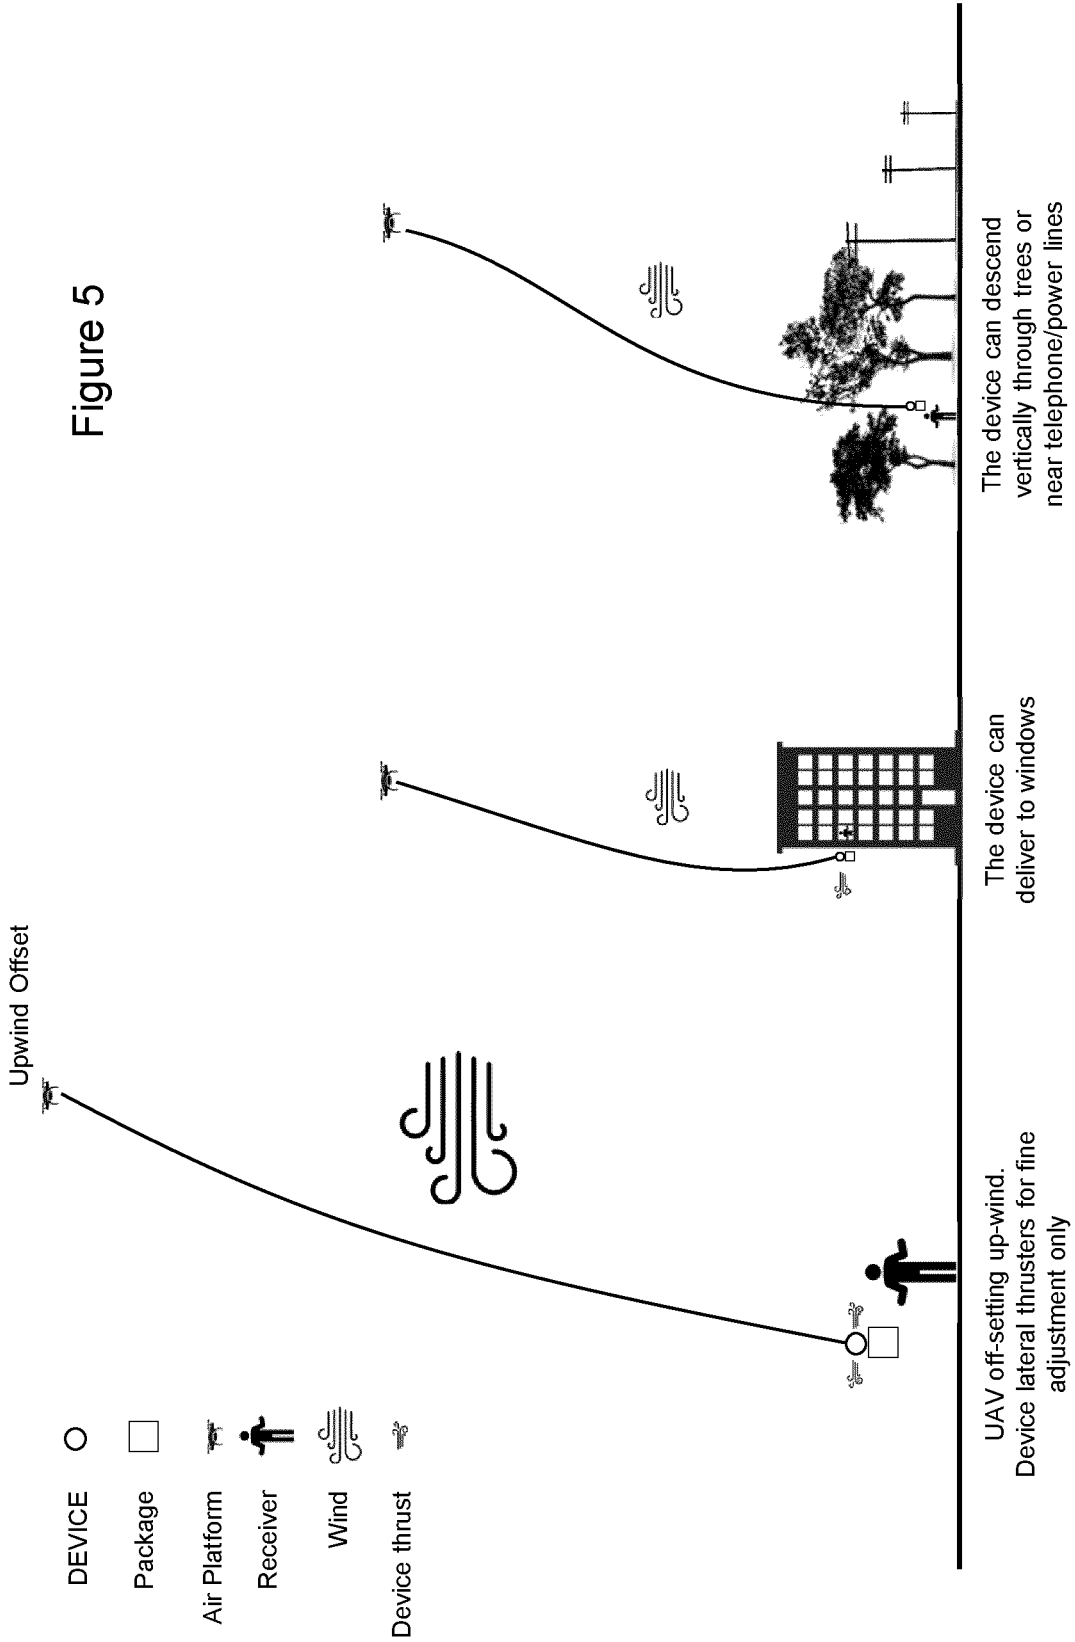 Figure 5
Upwind Offset
DEVICE
Package
Air Platform
Receiver
Wind
Device thrust
UAV off-setting up-wind.
Device lateral thrusters for fine
adjustment only
The device can
deliver to windows
The device can descend
vertically through trees or
near telephone/power lines